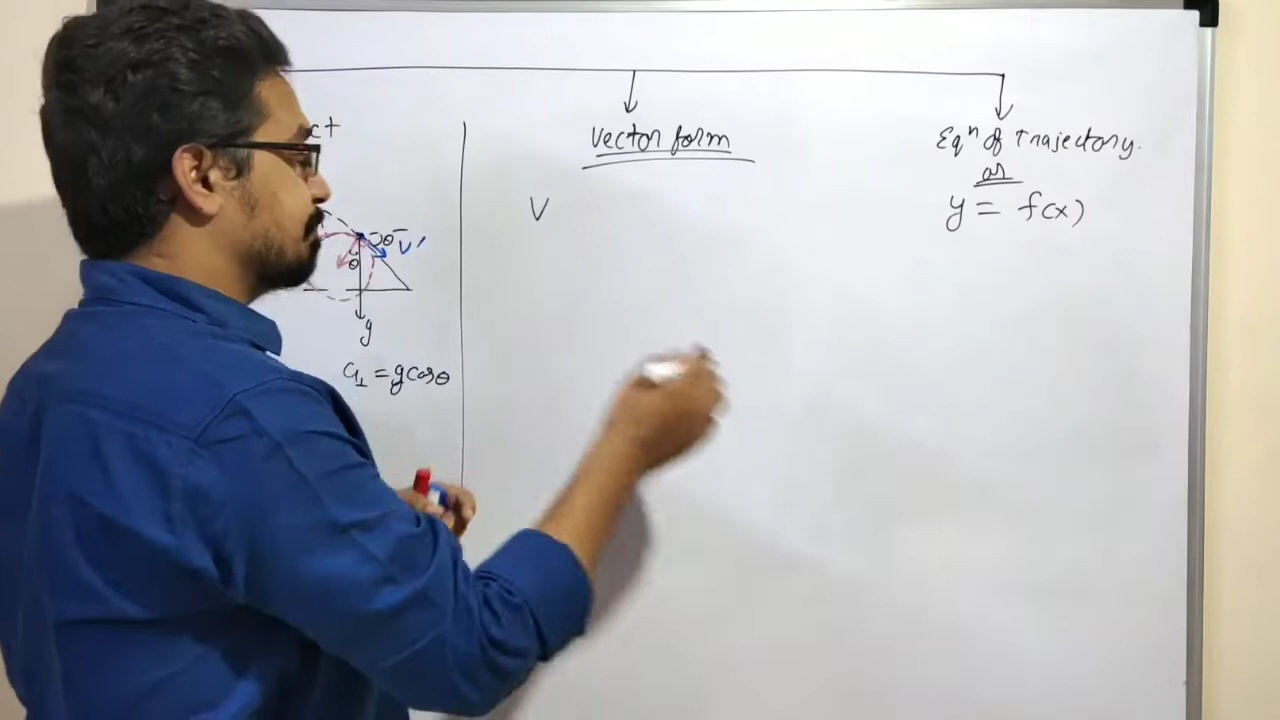 ct
θ v'
θ
g
a⊥ = g cosθ
Vector form
V
Eqⁿ of Trajectory.
or
y = f(x)